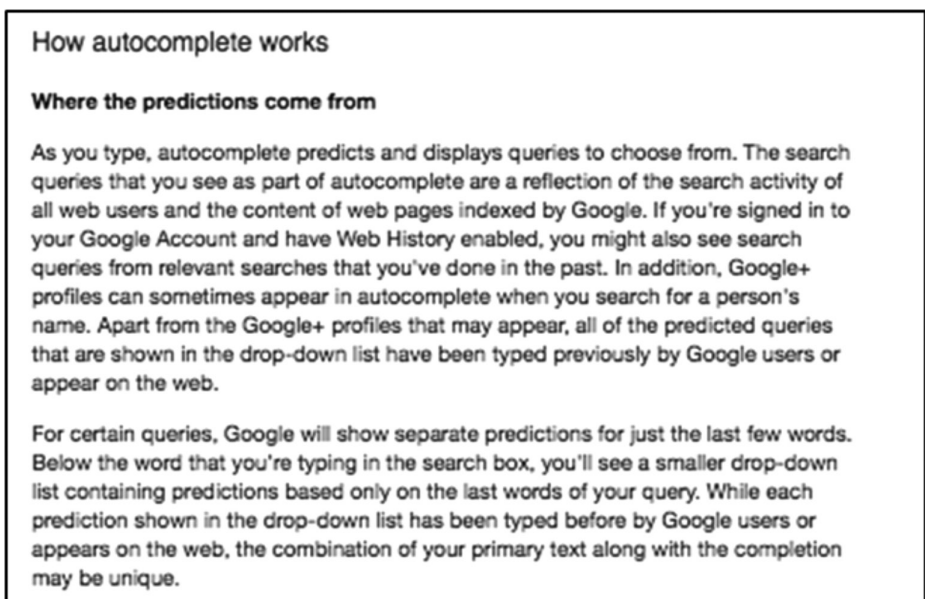 How autocomplete works
Where the predictions come from
As you type, autocomplete predicts and displays queries to choose from. The search
queries that you see as part of autocomplete are a reflection of the search activity of
all web users and the content of web pages indexed by Google. If you're signed in to
your Google Account and have Web History enabled, you might also see search
queries from relevant searches that you've done in the past. In addition, Google+
profiles can sometimes appear in autocomplete when you search for a person's
name. Apart from the Google+ profiles that may appear, all of the predicted queries
that are shown in the drop-down list have been typed previously by Google users or
appear on the web.
For certain queries, Google will show separate predictions for just the last few words.
Below the word that you're typing in the search box, you'll see a smaller drop-down
list containing predictions based only on the last words of your query. While each
prediction shown in the drop-down list has been typed before by Google users or
appears on the web, the combination of your primary text along with the completion
may be unique.